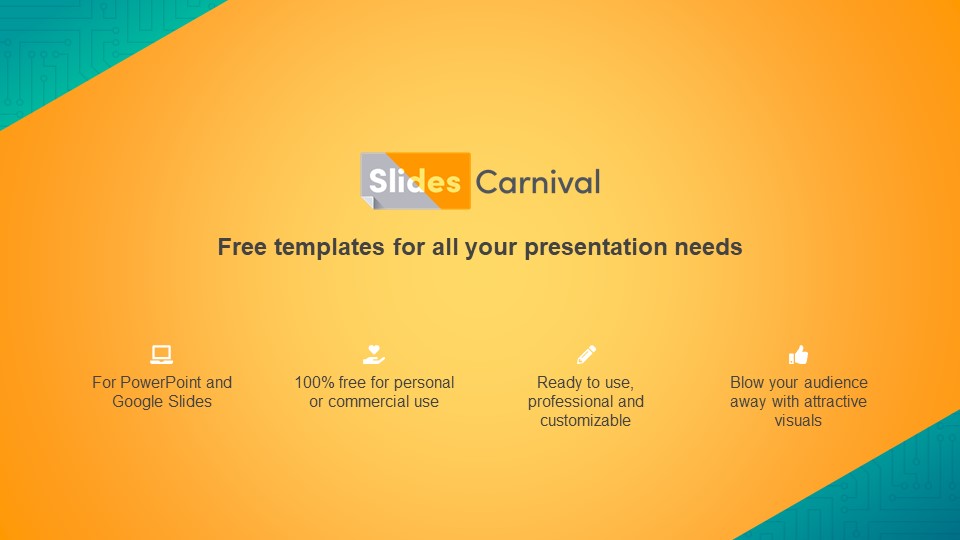 Slides Carnival
Free templates for all your presentation needs
For PowerPoint and
Google Slides
100% free for personal
or commercial use
Ready to use,
professional and
customizable
Blow your audience
away with attractive
visuals